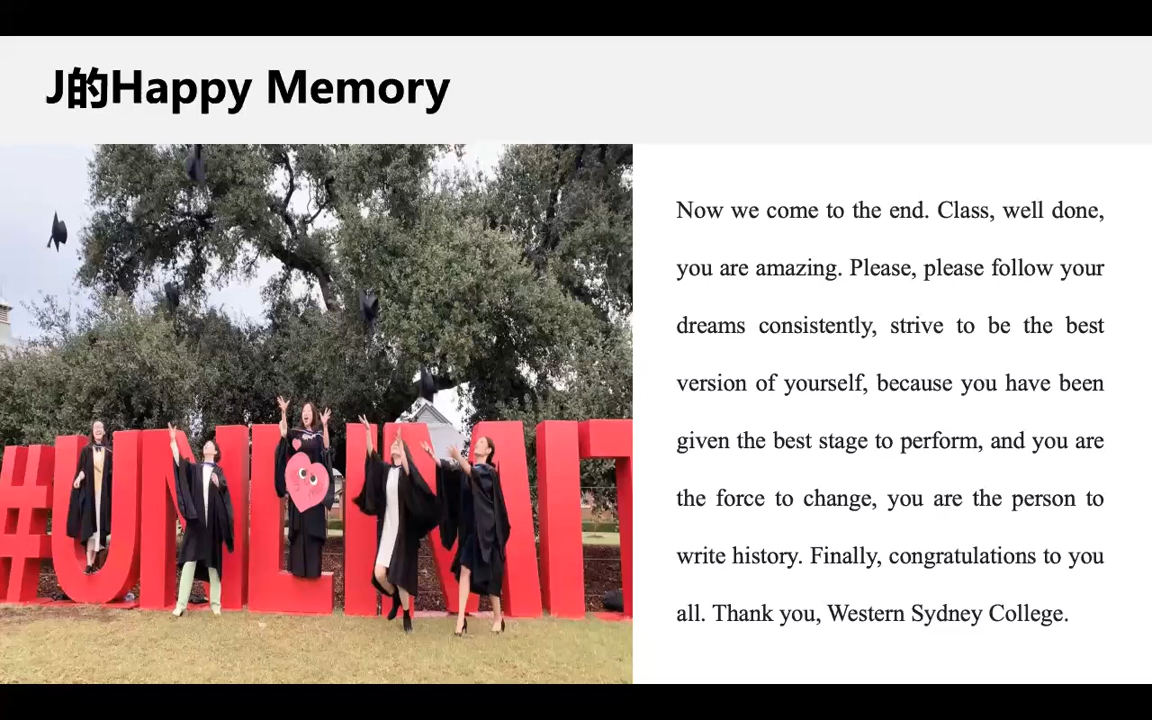 J的Happy Memory
#UNLIMIT
Now we come to the end. Class, well done,
you are amazing. Please, please follow your
dreams consistently, strive to be the best
version of yourself, because you have been
given the best stage to perform, and you are
the force to change, you are the person to
write history. Finally, congratulations to you
all. Thank you, Western Sydney College.